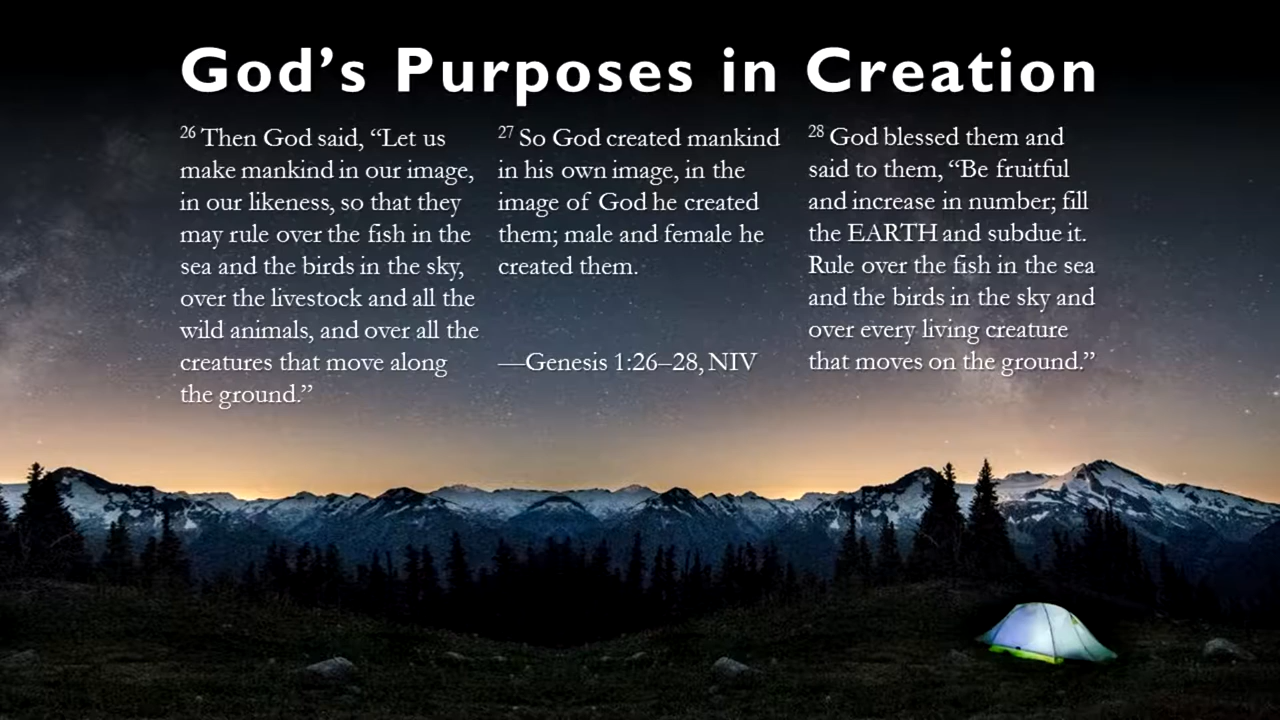 God’s Purposes in Creation
26 Then God said, “Let us
make mankind in our image,
in our likeness, so that they
may rule over the fish in the
sea and the birds in the sky,
over the livestock and all the
wild animals, and over all the
creatures that move along
the ground.”
27 So God created mankind
in his own image, in the
image of God he created
them; male and female he
created them.
—Genesis 1:26–28, NIV
28 God blessed them and
said to them, “Be fruitful
and increase in number; fill
the EARTH and subdue it.
Rule over the fish in the sea
and the birds in the sky and
over every living creature
that moves on the ground.”